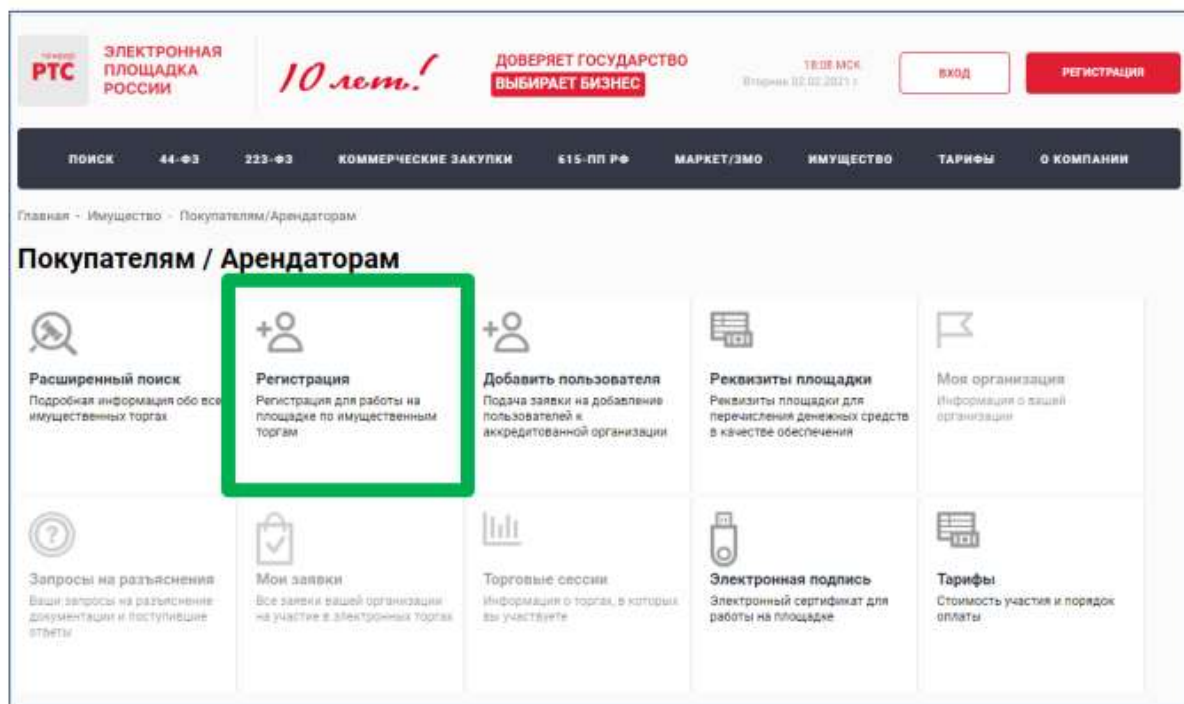 тендер
РТС
ЭЛЕКТРОННАЯ
ПЛОЩАДКА
РОССИИ
10 лет!
ДОВЕРЯЕТ ГОСУДАРСТВО
ВЫБИРАЕТ БИЗНЕС
18:08 МСК
Вторник 02.02.2021 г.
ВХОД
РЕГИСТРАЦИЯ
ПОИСК 44-ФЗ 223-ФЗ КОММЕРЧЕСКИЕ ЗАКУПКИ 615-ПП РФ МАРКЕТ/ЗМО ИМУЩЕСТВО ТАРИФЫ О КОМПАНИИ
Главная - Имущество - Покупателям/Арендаторам
Покупателям / Арендаторам
Расширенный поиск
Подробная информация обо все
имущественных торгах
Регистрация
Регистрация для работы на
площадке по имущественным
торгам
Добавить пользователя
Подача заявки на добавление
пользователей к
аккредитованной организации
Реквизиты площадки
Реквизиты площадки для
перечисления денежных средств
в качестве обеспечения
Моя организация
Информация о вашей
организации
Запросы на разъяснения
Ваши запросы на разъяснение
документации и поступившие
ответы
Мои заявки
Все заявки вашей организации
на участие в электронных торгах
Торговые сессии
Информация о торгах, в которых
вы участвуете
Электронная подпись
Электронный сертификат для
работы на площадке
Тарифы
Стоимость участия и порядок
оплаты